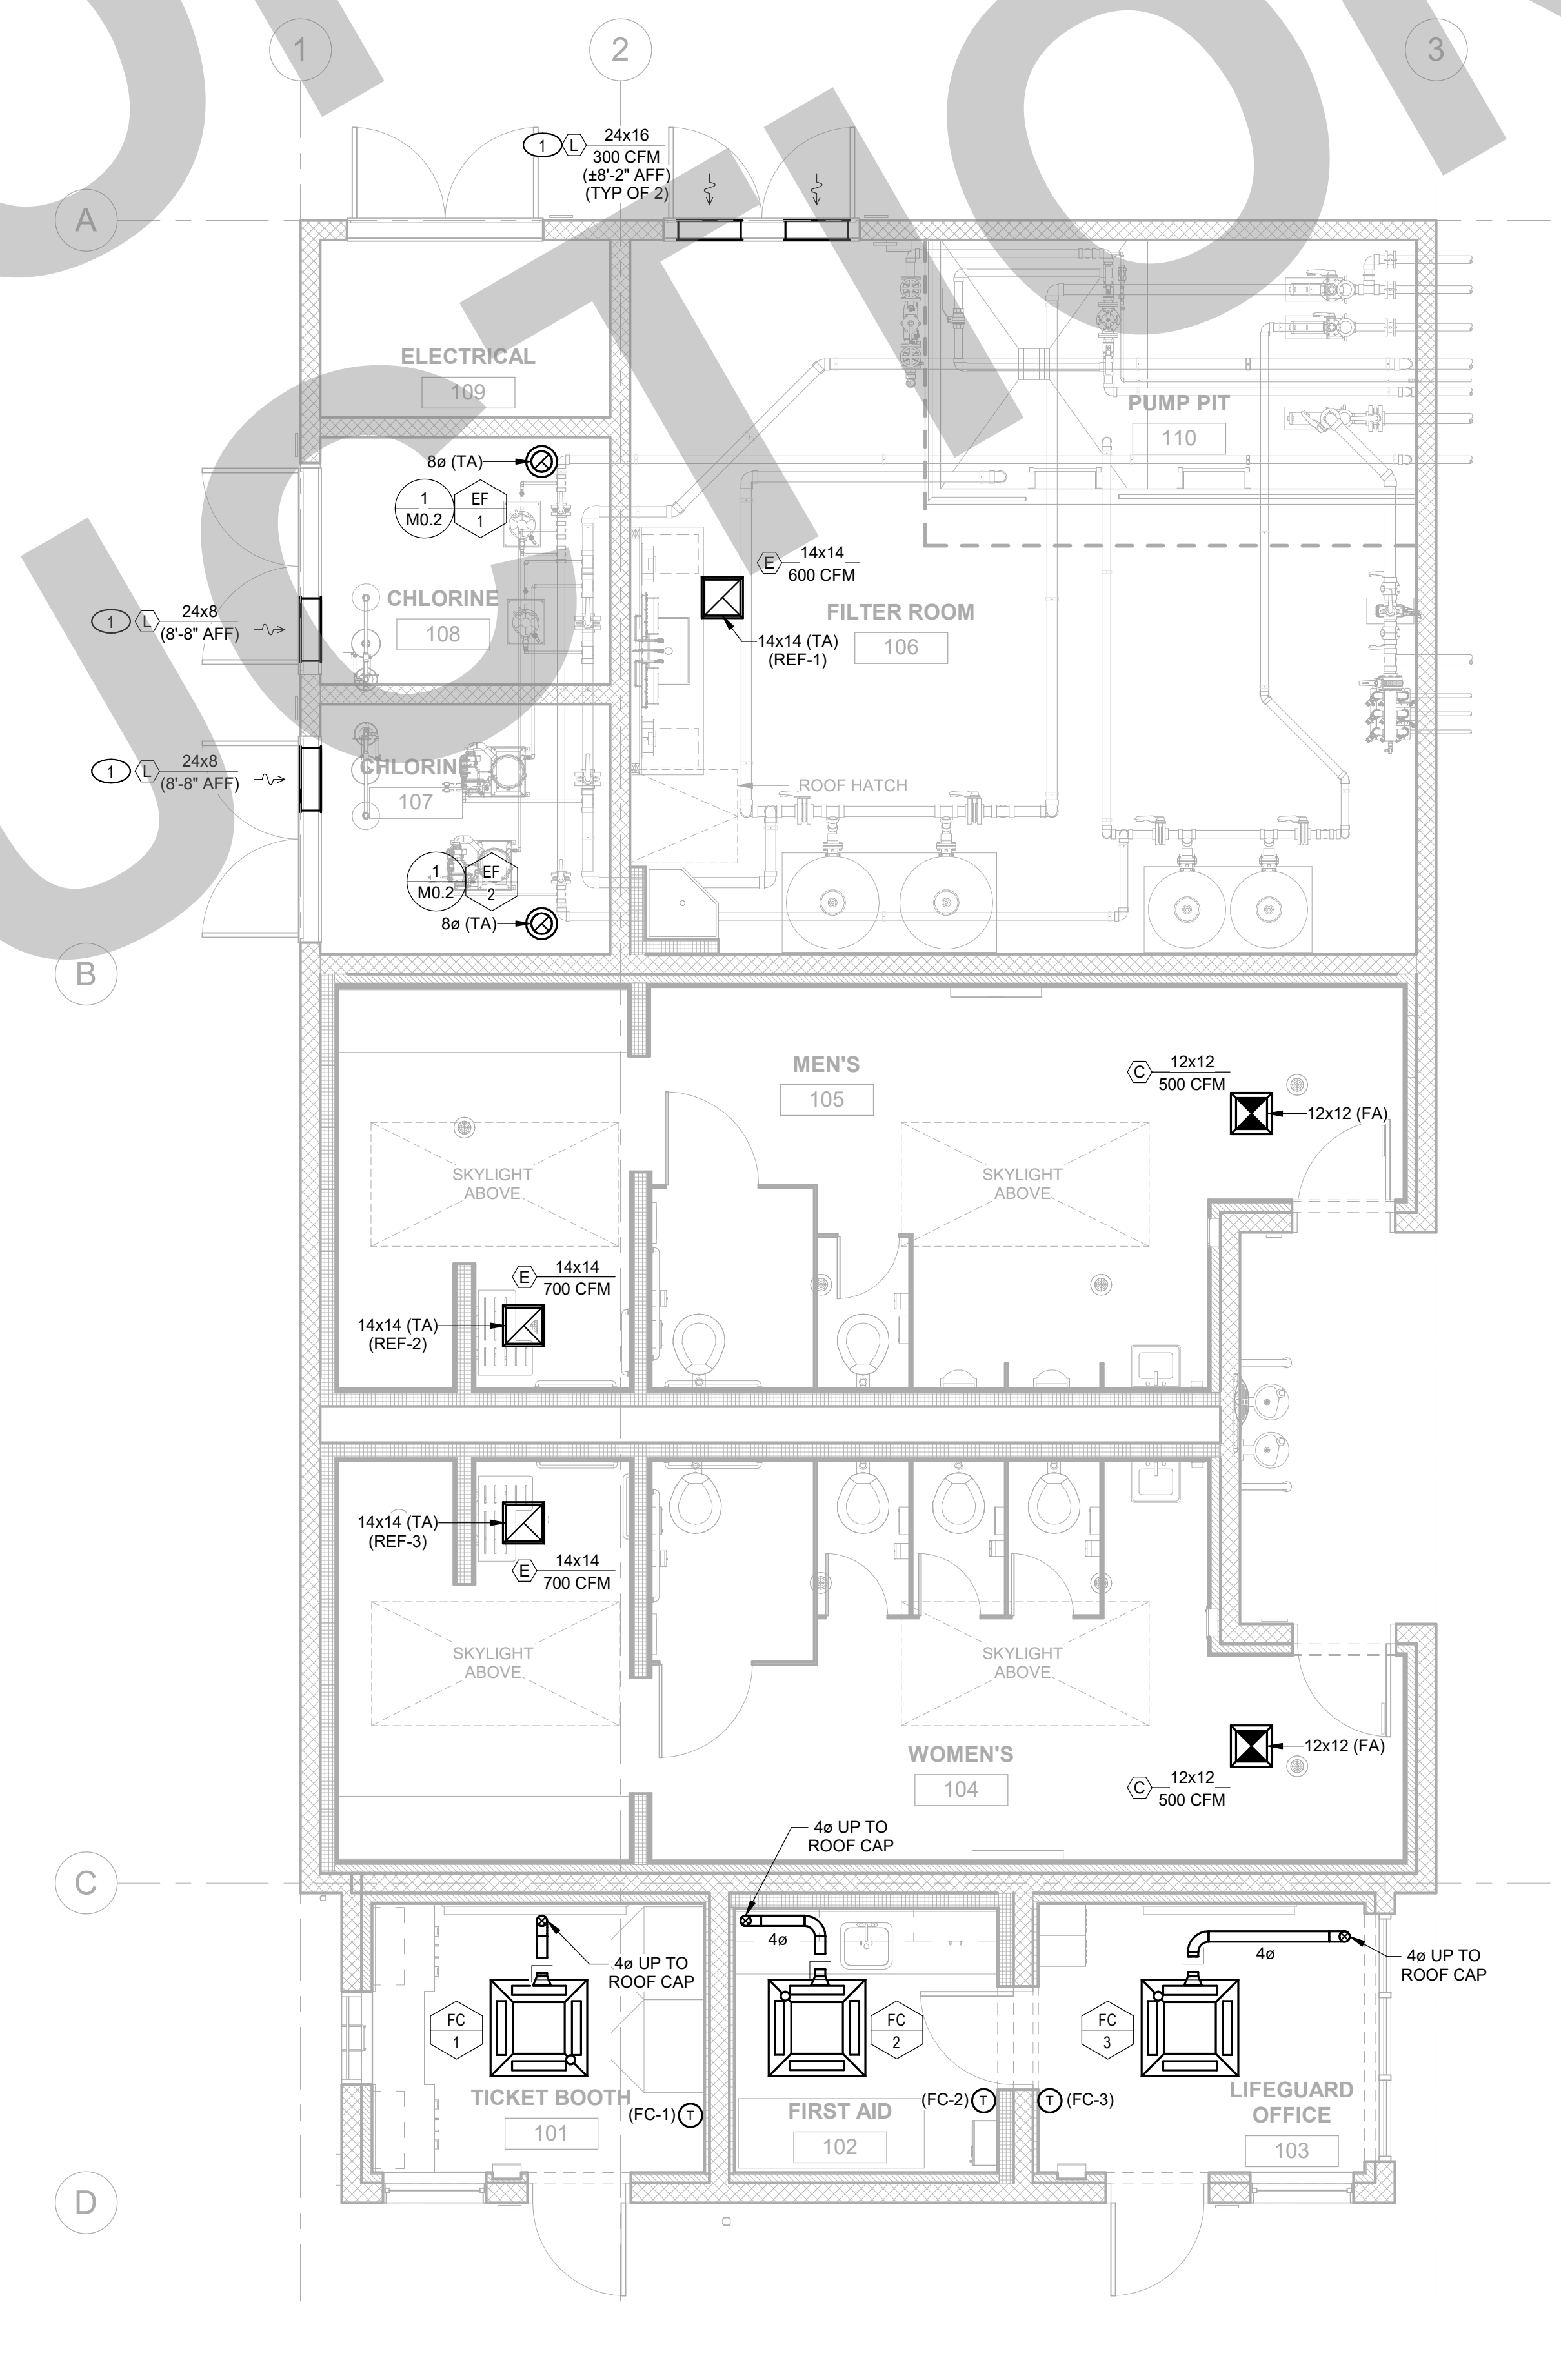 1
2
3
1
L
24x16
300 CFM
(±8'-2" AFF)
(TYP OF 2)
A
ELECTRICAL
109
PUMP PIT
110
8ø (TA)
1
M0.2
EF
1
E
14x14
600 CFM
CHLORINE
108
FILTER ROOM
106
1
L
24x8
(8'-8" AFF)
14x14 (TA)
(REF-1)
1
L
24x8
(8'-8" AFF)
CHLORINE
107
ROOF HATCH
1
M0.2
EF
2
8ø (TA)
B
MEN'S
105
C
12x12
500 CFM
12x12 (FA)
SKYLIGHT
ABOVE
SKYLIGHT
ABOVE
E
14x14
700 CFM
14x14 (TA)
(REF-2)
14x14 (TA)
(REF-3)
E
14x14
700 CFM
SKYLIGHT
ABOVE
SKYLIGHT
ABOVE
WOMEN'S
104
12x12 (FA)
C
12x12
500 CFM
4ø UP TO
ROOF CAP
C
4ø
4ø
4ø UP TO
ROOF CAP
4ø UP TO
ROOF CAP
FC
1
FC
2
FC
3
TICKET BOOTH
101
(FC-1)
T
FIRST AID
102
(FC-2)
T
T
(FC-3)
LIFEGUARD
OFFICE
103
D
UCTION